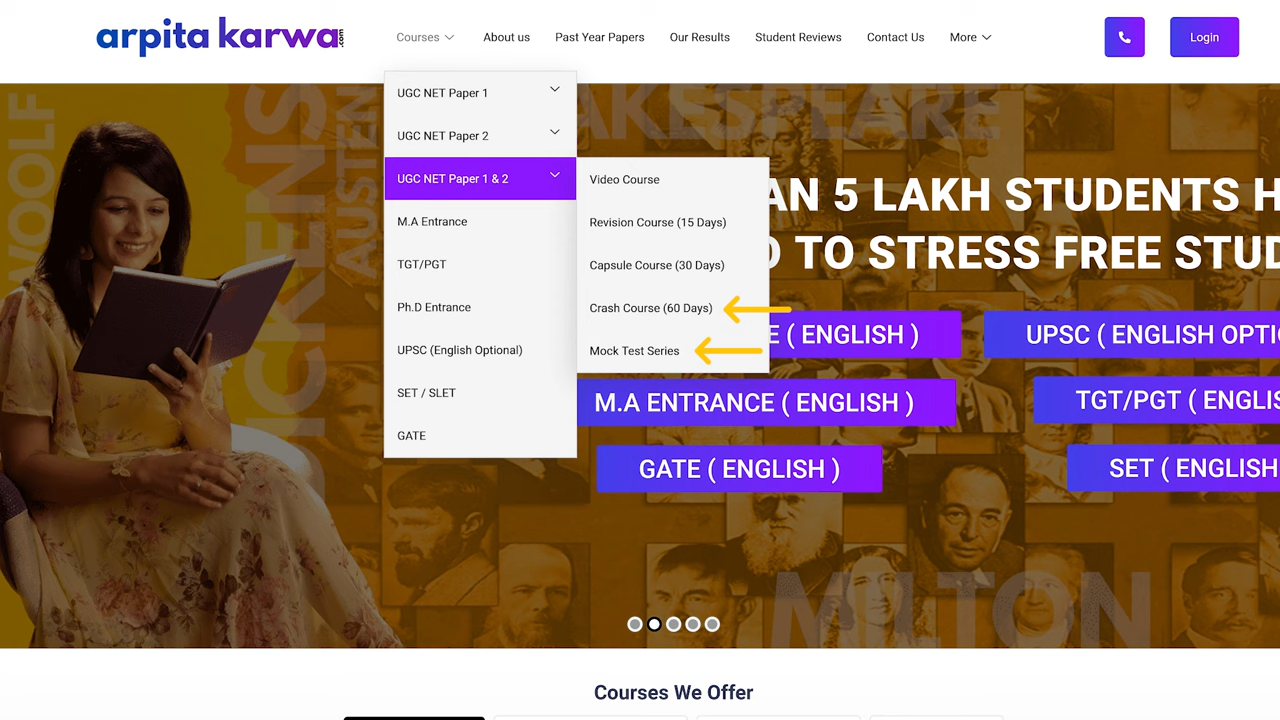 arpita karwa.com
Courses
About us
Past Year Papers
Our Results
Student Reviews
Contact Us
More
Login
UGC NET Paper 1
UGC NET Paper 2
UGC NET Paper 1 & 2
M.A Entrance
TGT/PGT
Ph.D Entrance
UPSC (English Optional)
SET / SLET
GATE
Video Course
Revision Course (15 Days)
Capsule Course (30 Days)
Crash Course (60 Days)
Mock Test Series
WOOLF
AUSTEN
AKESPEARE
AN 5 LAKH STUDENTS H
TO STRESS FREE STUD
E ( ENGLISH )
UPSC ( ENGLISH OPTI
M.A ENTRANCE ( ENGLISH )
TGT/PGT ( ENGLIS
GATE ( ENGLISH )
SET ( ENGLISH
MILTON
Courses We Offer